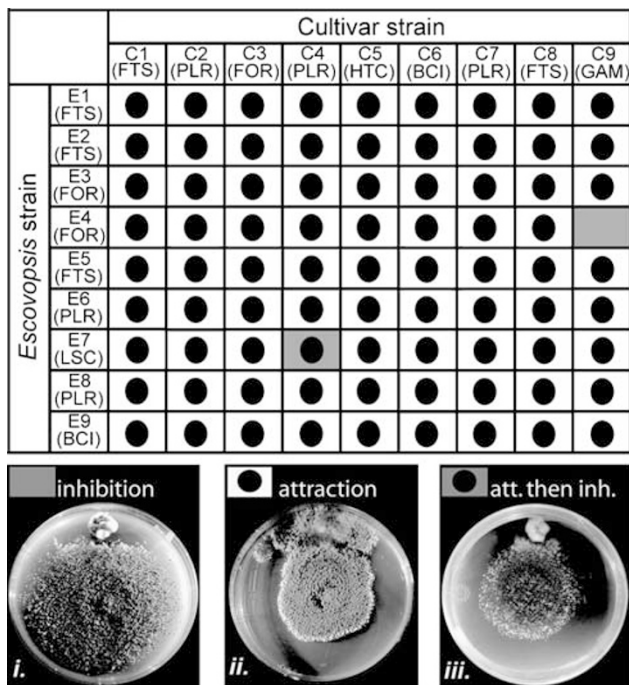 Cultivar strain
C1 C2 C3 C4 C5 C6 C7 C8 C9
(FTS) (PLR) (FOR) (PLR) (HTC) (BCI) (PLR) (FTS) (GAM)
Escovopsis strain
E1
(FTS)
E2
(FTS)
E3
(FOR)
E4
(FOR)
E5
(FTS)
E6
(PLR)
E7
(LSC)
E8
(PLR)
E9
(BCI)
inhibition
attraction
att. then inh.
i.
ii.
iii.